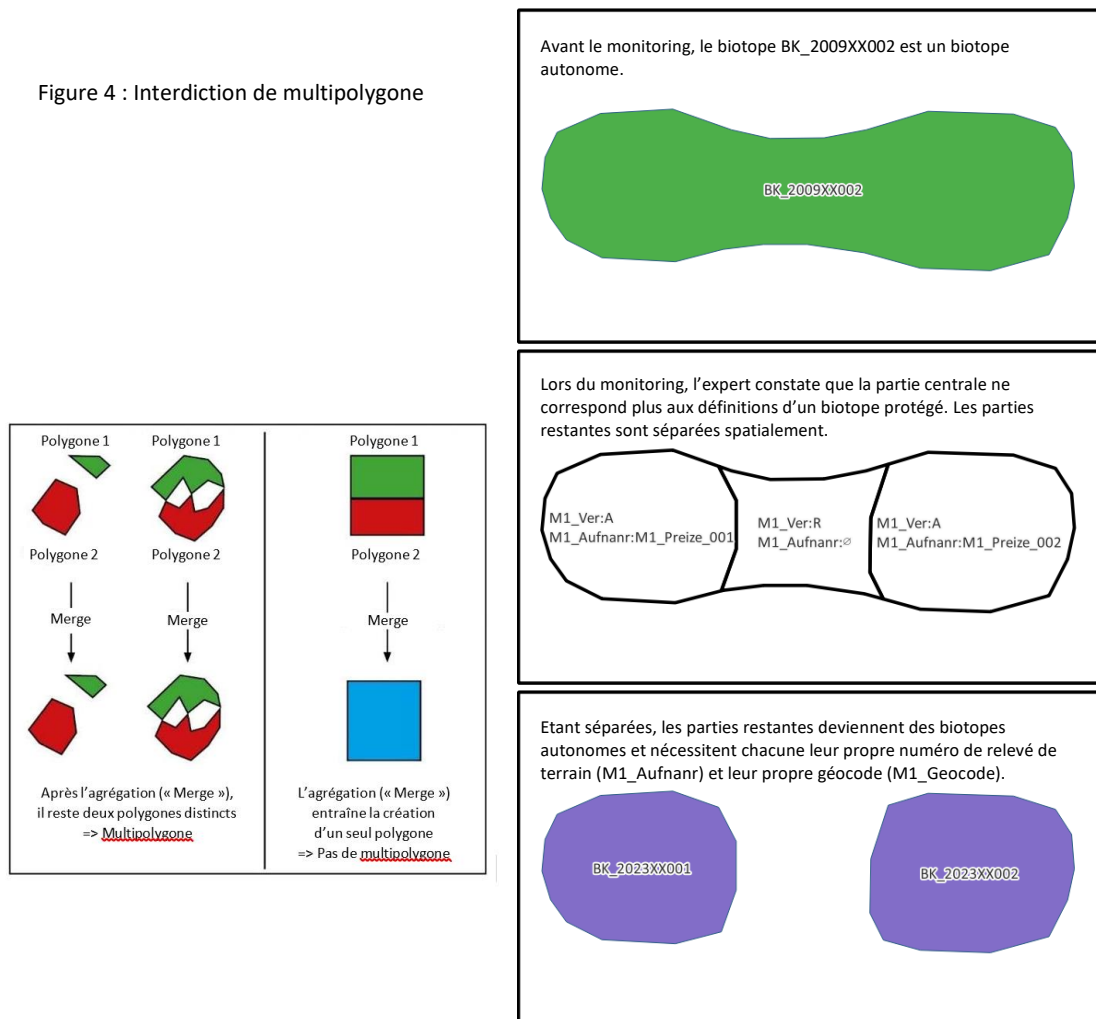 Figure 4 : Interdiction de multipolygone
Polygone 1
Polygone 1
Polygone 1
Polygone 2
Polygone 2
Polygone 2
Merge
Merge
Merge
Après l'agrégation (« Merge »),
il reste deux polygones distincts
=> Multipolygone
L'agrégation (« Merge »)
entraîne la création
d'un seul polygone
=> Pas de multipolygone
Avant le monitoring, le biotope BK_2009XX002 est un biotope
autonome.
BK_2009XX002
Lors du monitoring, l'expert constate que la partie centrale ne
correspond plus aux définitions d'un biotope protégé. Les parties
restantes sont séparées spatialement.
M1_Ver:A
M1_Aufnanr:M1_Preize_001
M1_Ver:R
M1_Aufnanr:∅
M1_Ver:A
M1_Aufnanr:M1_Preize_002
Etant séparées, les parties restantes deviennent des biotopes
autonomes et nécessitent chacune leur propre numéro de relevé de
terrain (M1_Aufnanr) et leur propre géocode (M1_Geocode).
BK_2023XX001
BK_2023XX002